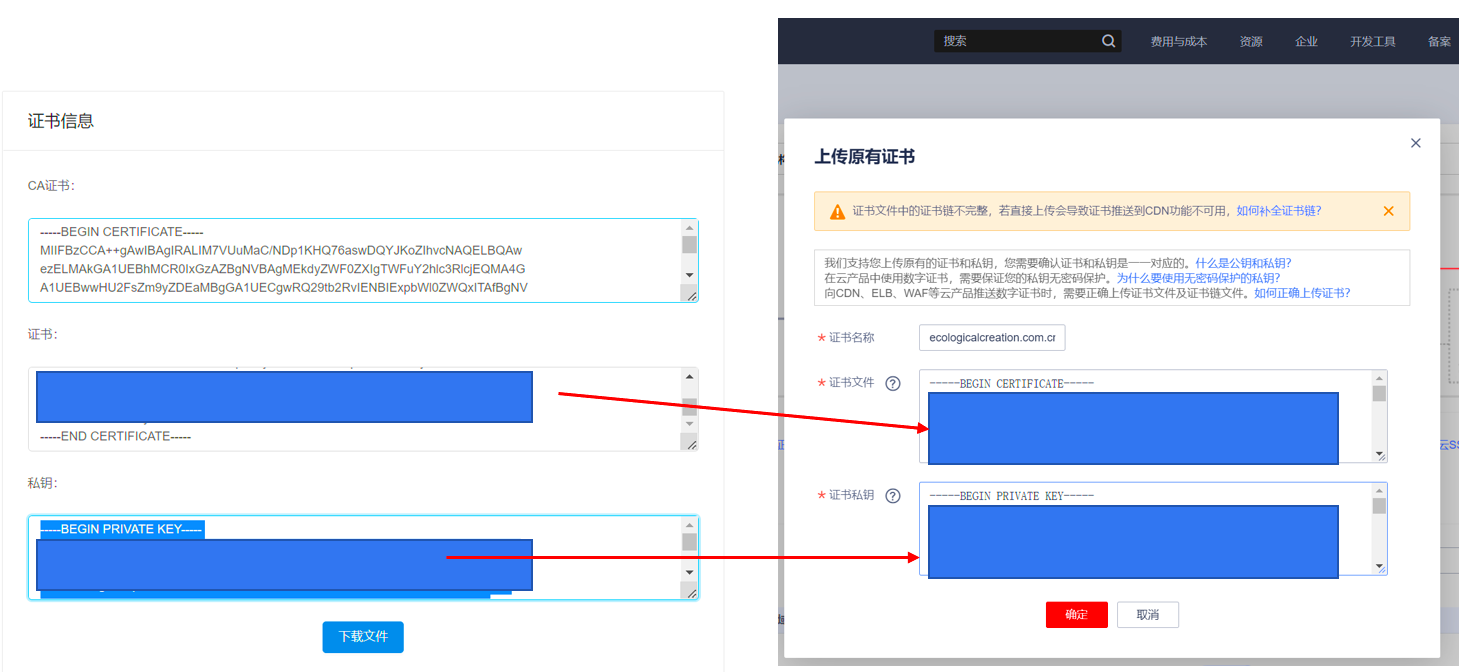 证书信息
CA证书:
-----BEGIN CERTIFICATE-----
MIIFBzCCA++gAwIBAgIRALIM7VUuMaC/NDp1KHQ76aswDQYJKoZIhvcNAQELBQAw
ezELMAkGA1UEBhMCR0IxGzAZBgNVBAgMEkdyZWF0ZXIgTWFuY2hlc3RlcjEQMA4G
A1UEBwwHU2FsZm9yZDEaMBgGA1UECgwRQ29tb2RvIENBIExpbWl0ZWQxITAfBgNV
证书:
-----END CERTIFICATE-----
私钥:
-----BEGIN PRIVATE KEY-----
下载文件
搜索
费用与成本
资源
企业
开发工具
备案
上传原有证书
证书文件中的证书链不完整，若直接上传会导致证书推送到CDN功能不可用，如何补全证书链?
我们支持您上传原有的证书和私钥，您需要确认证书和私钥是一一对应的。什么是公钥和私钥?
在云产品中使用数字证书，需要保证您的私钥无密码保护。为什么要使用无密码保护的私钥?
向CDN、ELB、WAF等云产品推送数字证书时，需要正确上传证书文件及证书链文件。如何正确上传证书?
* 证书名称
ecologicalcreation.com.cr
* 证书文件 ?
-----BEGIN CERTIFICATE-----
* 证书私钥 ?
-----BEGIN PRIVATE KEY-----
确定
取消